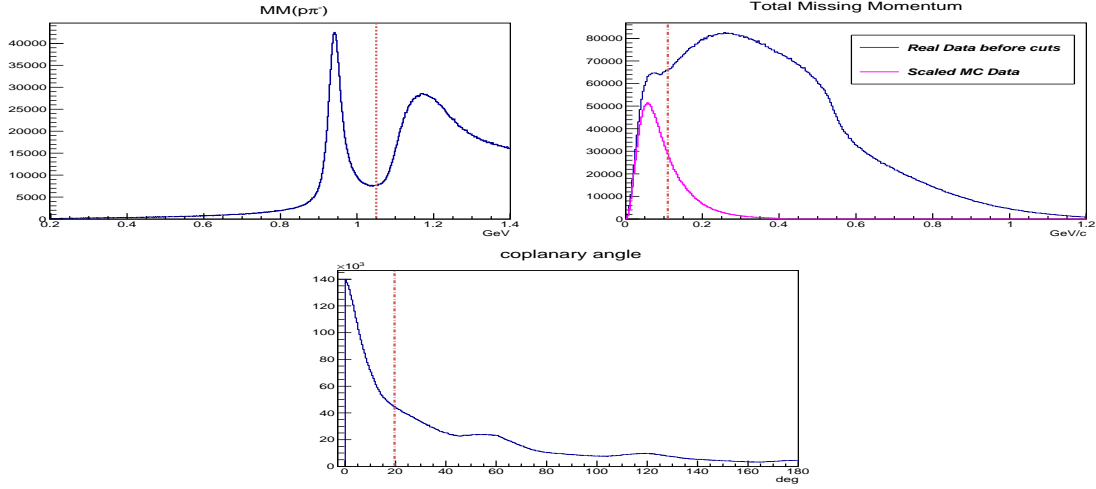 MM(pπ⁻)
40000
35000
30000
25000
20000
15000
10000
5000
0
0.2 0.4 0.6 0.8 1 1.2 1.4
GeV
Total Missing Momentum
80000
70000
60000
50000
40000
30000
20000
10000
0
Real Data before cuts
Scaled MC Data
0 0.2 0.4 0.6 0.8 1 1.2
GeV/c
coplanary angle
×10³
140
120
100
80
60
40
20
0
0 20 40 60 80 100 120 140 160 180
deg